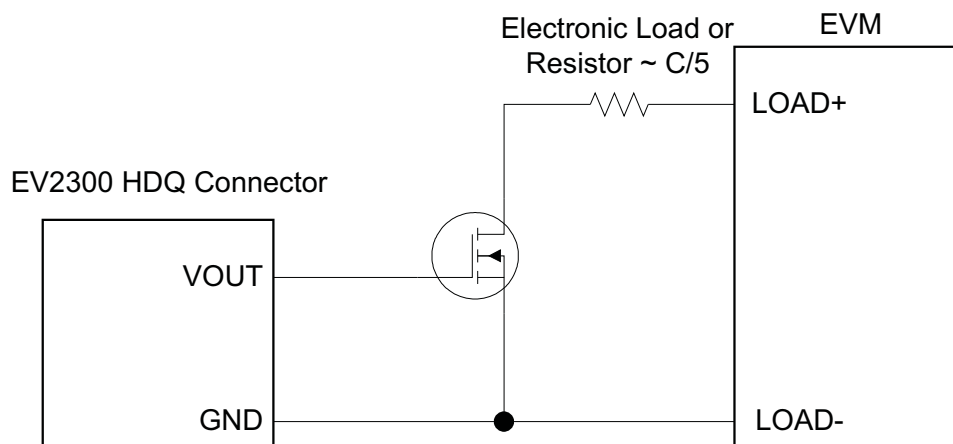 Electronic Load or
Resistor ~ C/5
EVM
LOAD+
EV2300 HDQ Connector
VOUT
GND
LOAD-